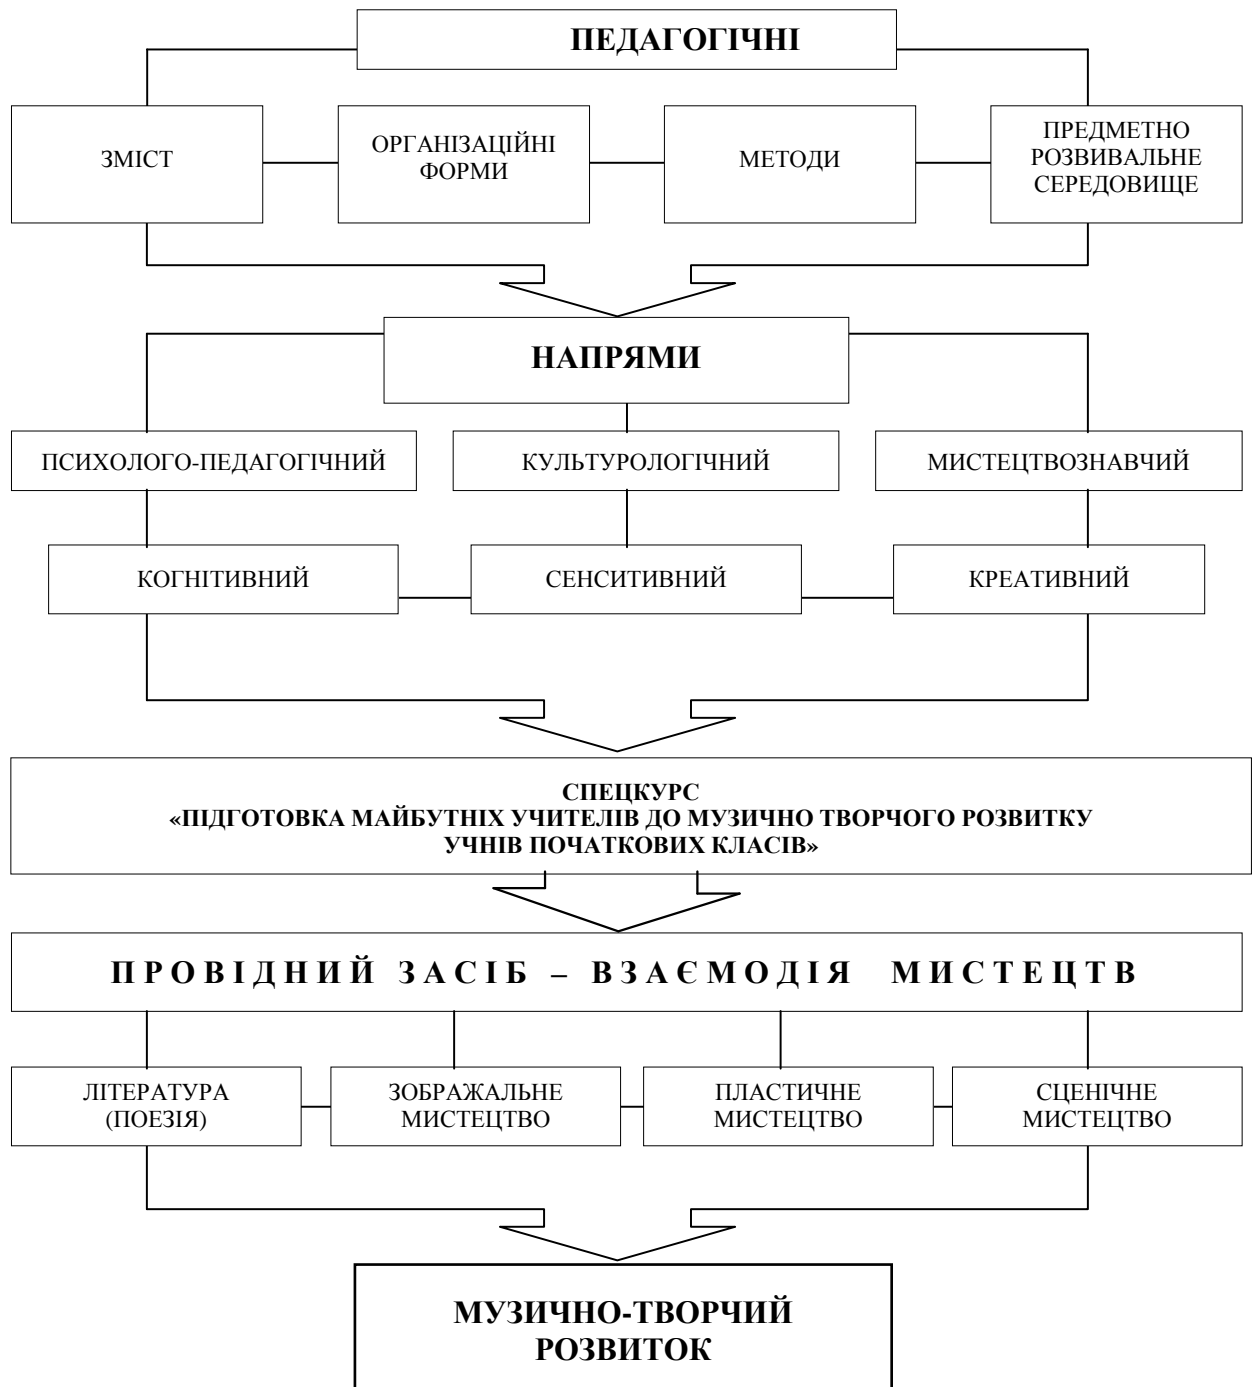 ПЕДАГОГІЧНІ
ЗМІСТ
ОРГАНІЗАЦІЙНІ
ФОРМИ
МЕТОДИ
ПРЕДМЕТНО
РОЗВИВАЛЬНЕ
СЕРЕДОВИЩЕ
НАПРЯМИ
ПСИХОЛОГО-ПЕДАГОГІЧНИЙ
КУЛЬТУРОЛОГІЧНИЙ
МИСТЕЦТВОЗНАВЧИЙ
КОГНІТИВНИЙ
СЕНСИТИВНИЙ
КРЕАТИВНИЙ
СПЕЦКУРС
«ПІДГОТОВКА МАЙБУТНІХ УЧИТЕЛІВ ДО МУЗИЧНО ТВОРЧОГО РОЗВИТКУ
УЧНІВ ПОЧАТКОВИХ КЛАСІВ»
ПРОВІДНИЙ ЗАСІБ – ВЗАЄМОДІЯ МИСТЕЦТВ
ЛІТЕРАТУРА
(ПОЕЗІЯ)
ЗОБРАЖАЛЬНЕ
МИСТЕЦТВО
ПЛАСТИЧНЕ
МИСТЕЦТВО
СЦЕНІЧНЕ
МИСТЕЦТВО
МУЗИЧНО-ТВОРЧИЙ
РОЗВИТОК